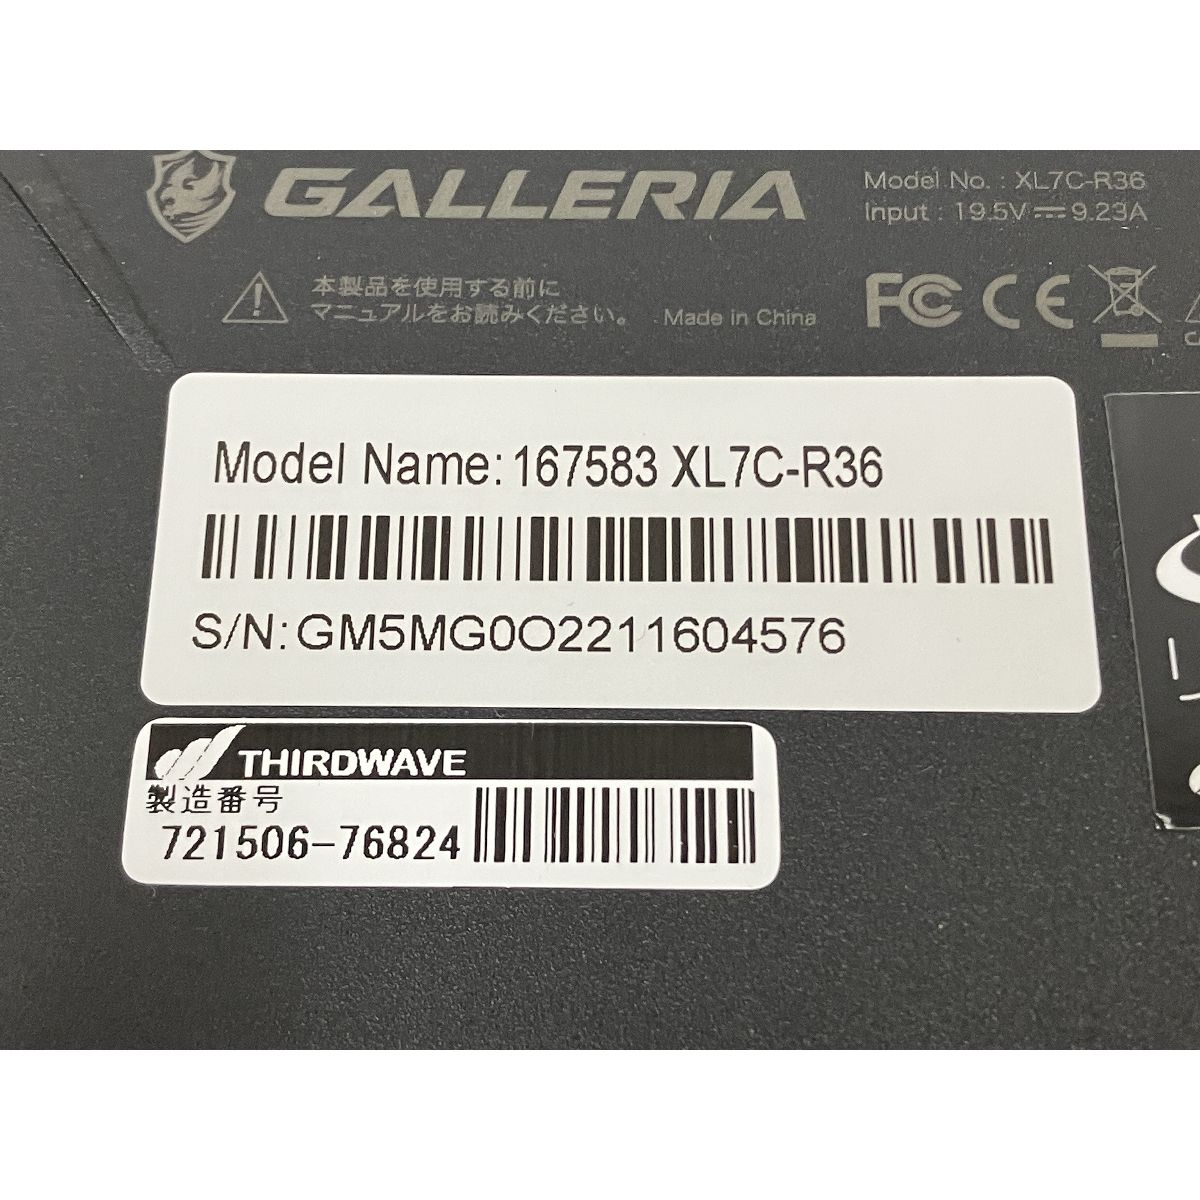 GALLERIA
Model No. : XL7C-R36
Input : 19.5V⎓9.23A
本製品を使用する前に
マニュアルをお読みください。
Made in China
FC CE
Model Name: 167583 XL7C-R36
S/N: GM5MG0O2211604576
THIRDWAVE
製造番号
721506-76824